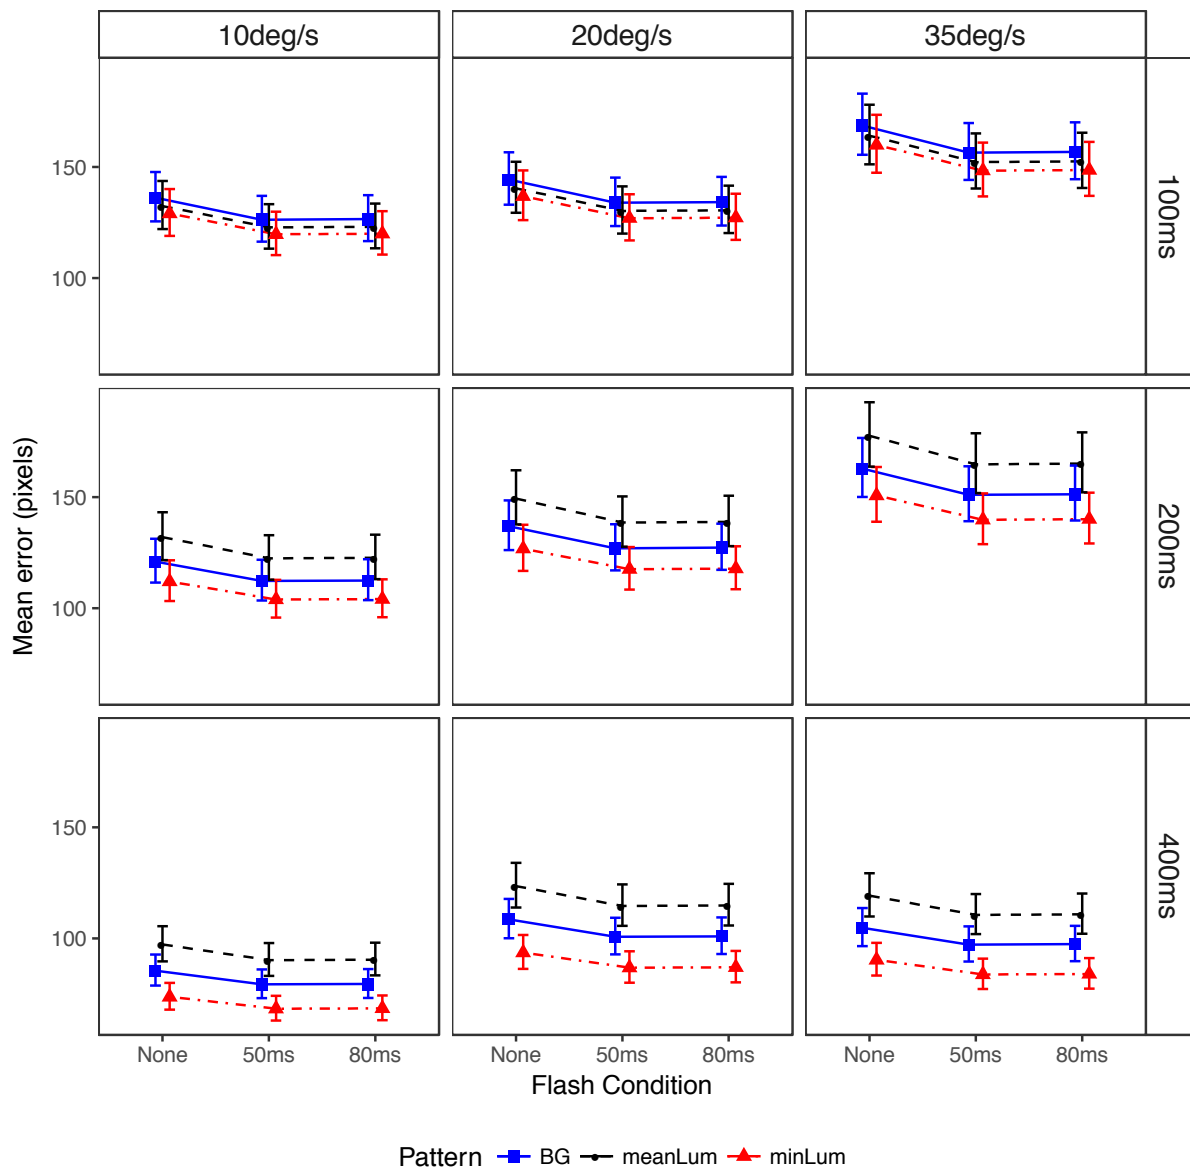 10deg/s 20deg/s 35deg/s
150
100
100ms
Mean error (pixels)
150
100
200ms
150
100
400ms
None 50ms 80ms None 50ms 80ms None 50ms 80ms
Flash Condition
Pattern BG meanLum minLum